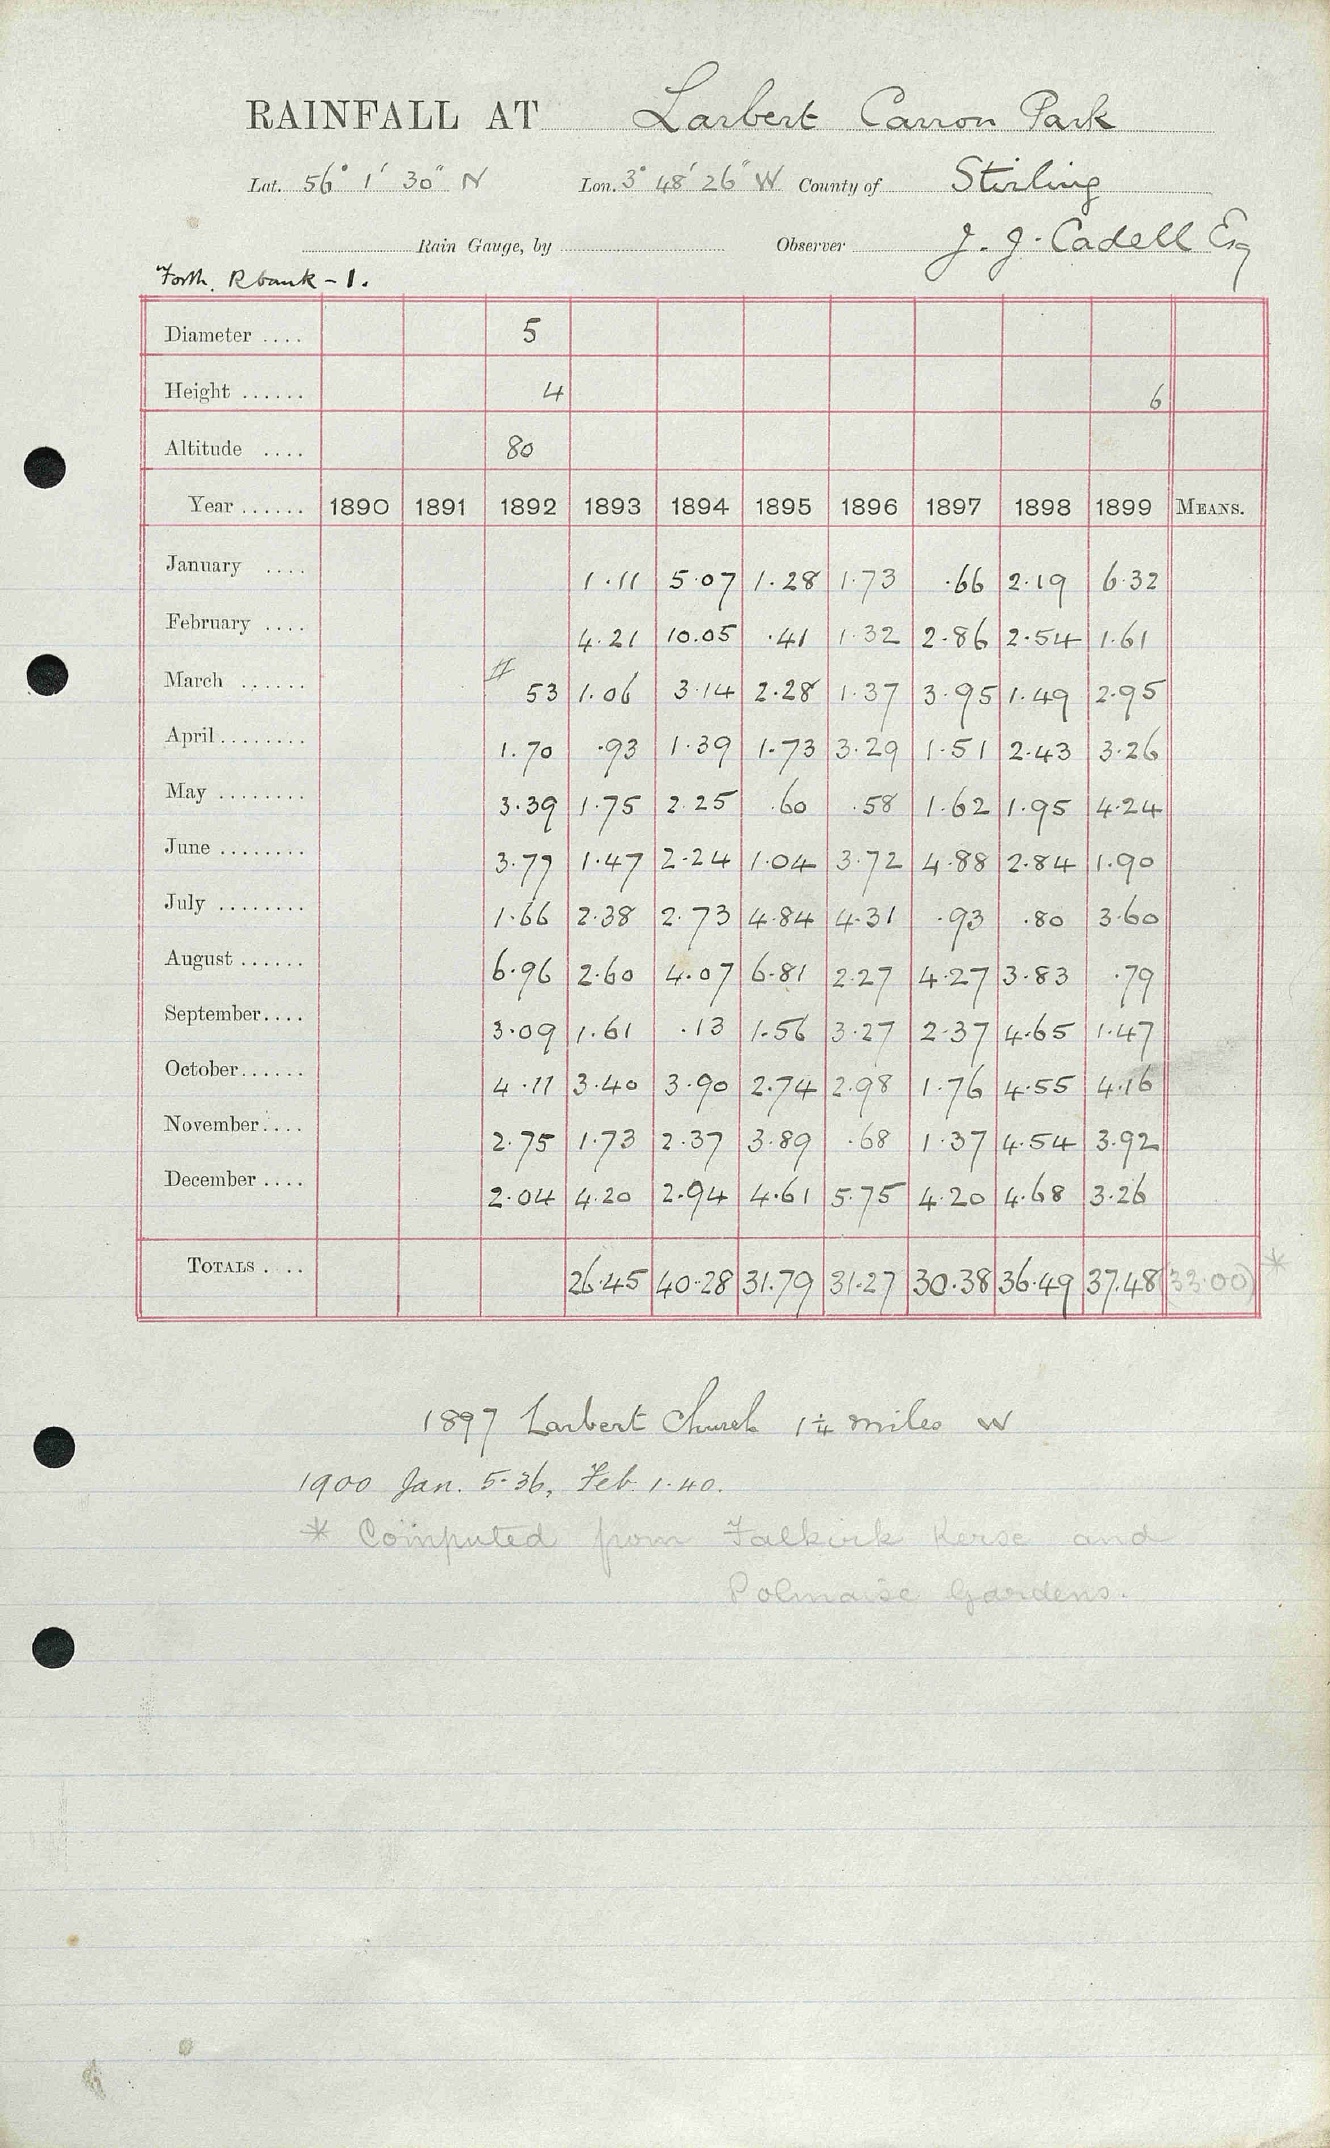 RAINFALL AT Larbert Carron Park
Lat. 56° 1' 30" N Lon. 3° 48' 26" W County of Stirling
Rain Gauge, by Observer J. J. Cadell Esq
Forth. R bank - 1.
Diameter .... 5
Height ...... 4 6
Altitude .... 80
Year ...... 1890 1891 1892 1893 1894 1895 1896 1897 1898 1899 MEANS.
January .... 1.11 5.07 1.28 1.73 .66 2.19 6.32
February .... 4.21 10.05 .41 1.32 2.86 2.54 1.61
March ...... 53 1.06 3.14 2.28 1.37 3.95 1.49 2.95
April ........ 1.70 .93 1.39 1.73 3.29 1.51 2.43 3.26
May ........ 3.39 1.75 2.25 .60 .58 1.62 1.95 4.24
June ........ 3.77 1.47 2.24 1.04 3.72 4.88 2.84 1.90
July ........ 1.66 2.38 2.73 4.84 4.31 .93 .80 3.60
August ...... 6.96 2.60 4.07 6.81 2.27 4.27 3.83 .79
September .... 3.09 1.61 .13 1.56 3.27 2.37 4.65 1.47
October ...... 4.11 3.40 3.90 2.74 2.98 1.76 4.55 4.16
November .... 2.75 1.73 2.37 3.89 .68 1.37 4.54 3.92
December .... 2.04 4.20 2.94 4.61 5.75 4.20 4.68 3.26
TOTALS .... 26.45 40.28 31.79 31.27 30.38 36.49 37.48 (33.00) *
1897 Larbert Church 1¼ miles W
1900 Jan. 5.36, Feb. 1.40.
* Computed from Falkirk Kerse and
Polmaise Gardens.